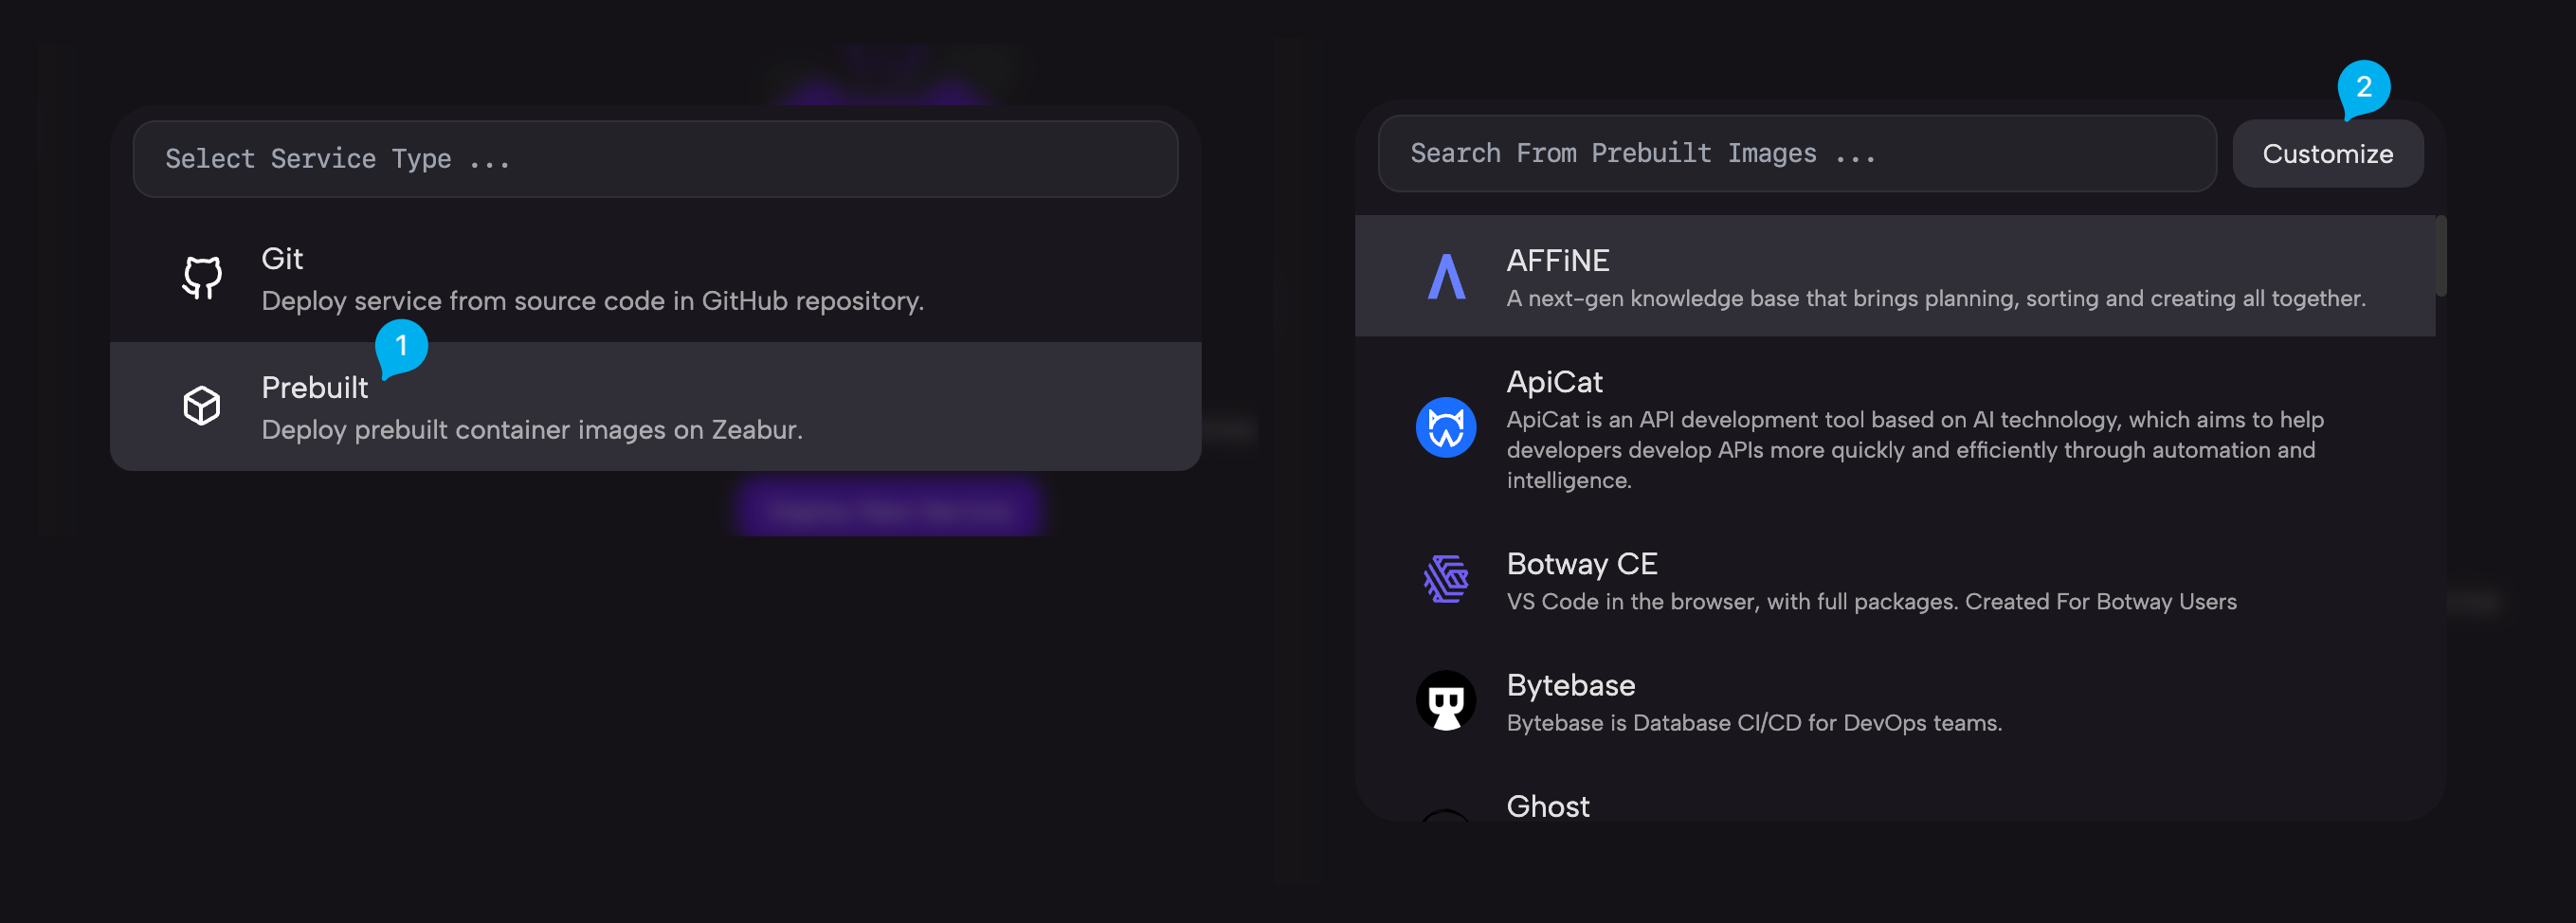 Select Service Type ...
Git
Deploy service from source code in GitHub repository.
1
Prebuilt
Deploy prebuilt container images on Zeabur.
2
Search From Prebuilt Images ...
Customize
AFFiNE
A next-gen knowledge base that brings planning, sorting and creating all together.
ApiCat
ApiCat is an API development tool based on AI technology, which aims to help
developers develop APIs more quickly and efficiently through automation and
intelligence.
Botway CE
VS Code in the browser, with full packages. Created For Botway Users
Bytebase
Bytebase is Database CI/CD for DevOps teams.
Ghost